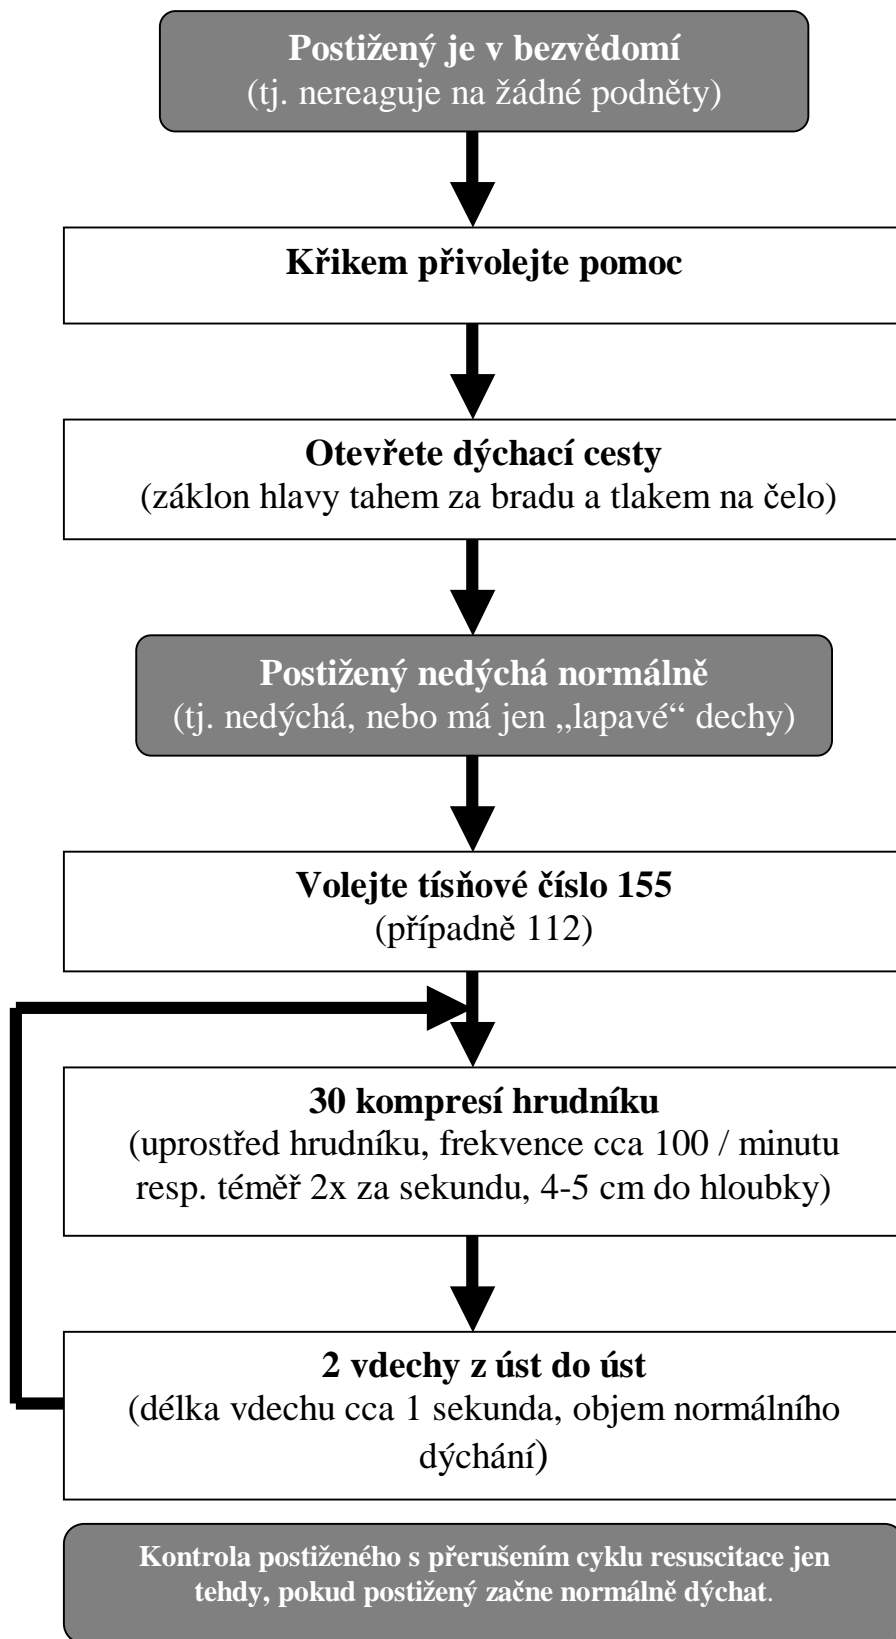 Postižený je v bezvědomí
(tj. nereaguje na žádné podněty)
Křikem přivolejte pomoc
Otevřete dýchací cesty
(záklon hlavy tahem za bradu a tlakem na čelo)
Postižený nedýchá normálně
(tj. nedýchá, nebo má jen „lapavé“ dechy)
Volejte tísňové číslo 155
(případně 112)
30 kompresí hrudníku
(uprostřed hrudníku, frekvence cca 100 / minutu
resp. téměř 2x za sekundu, 4-5 cm do hloubky)
2 vdechy z úst do úst
(délka vdechu cca 1 sekunda, objem normálního
dýchání)
Kontrola postiženého s přerušením cyklu resuscitace jen
tehdy, pokud postižený začne normálně dýchat.